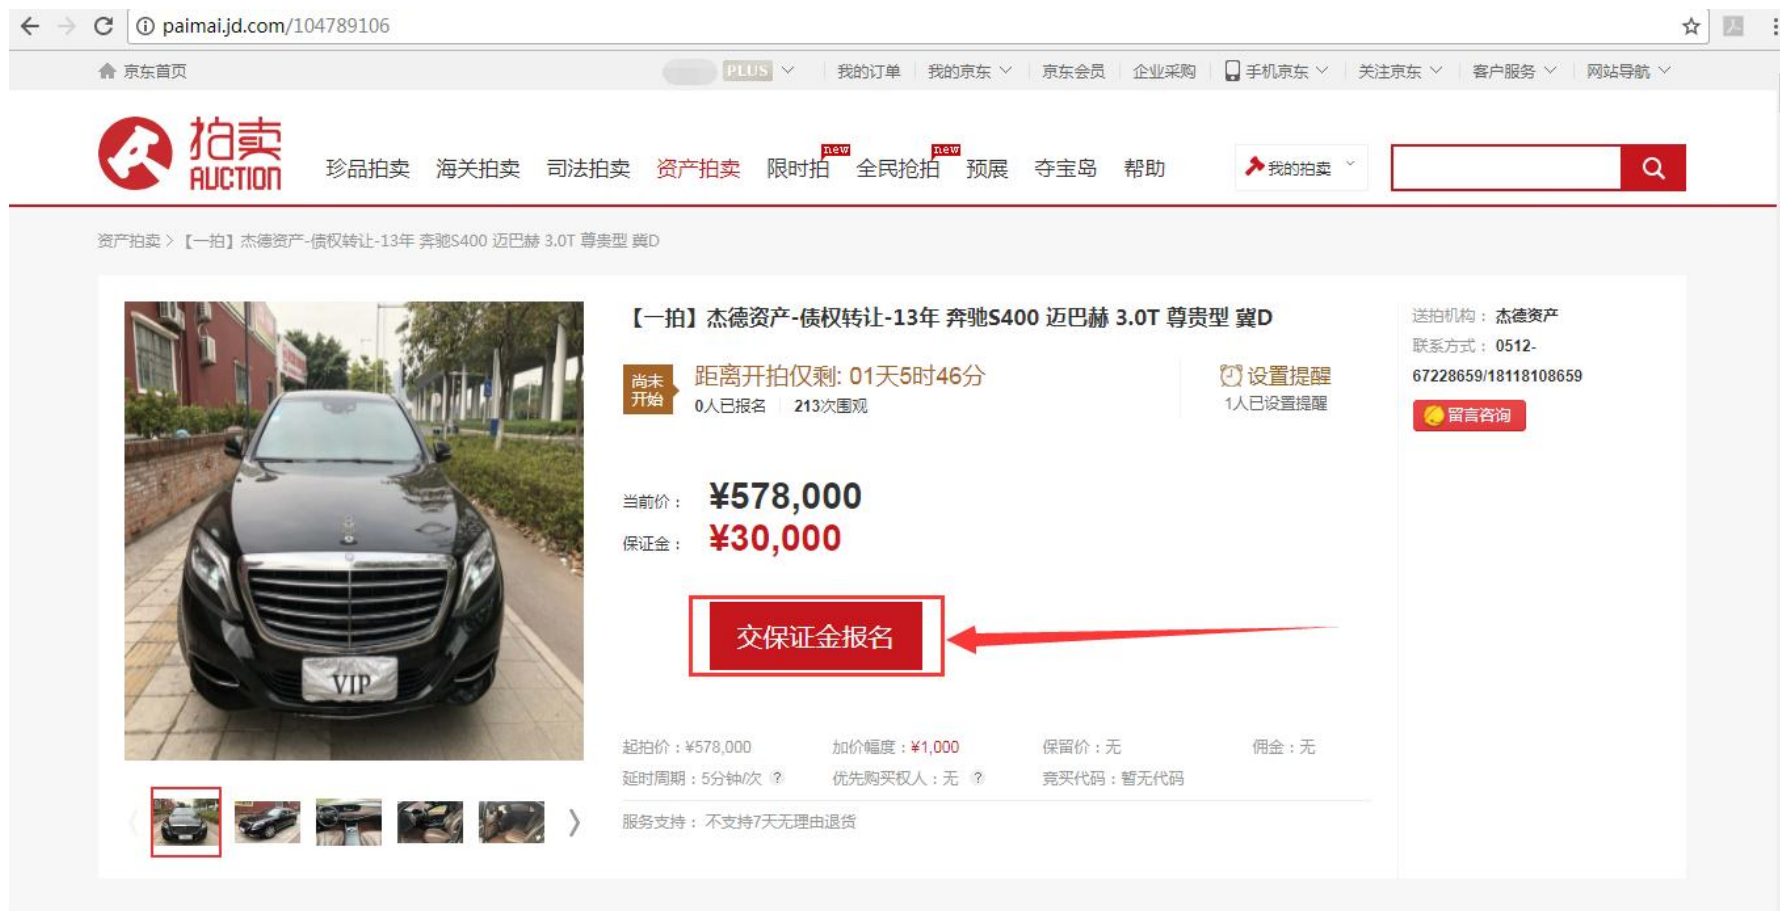 paimai.jd.com/104789106
京东首页 PLUS 我的订单 我的京东 京东会员 企业采购 手机京东 关注京东 客户服务 网站导航
拍卖
AUCTION
珍品拍卖 海关拍卖 司法拍卖 资产拍卖 限时拍 new 全民抢拍 new 预展 夺宝岛 帮助 我的拍卖
资产拍卖 > 【一拍】杰德资产-债权转让-13年 奔驰S400 迈巴赫 3.0T 尊贵型 冀D
【一拍】杰德资产-债权转让-13年 奔驰S400 迈巴赫 3.0T 尊贵型 冀D
尚未
开始
距离开拍仅剩: 01天5时46分
0人已报名 213次围观
设置提醒
1人已设置提醒
当前价： ¥578,000
保证金： ¥30,000
交保证金报名
起拍价：¥578,000 加价幅度：¥1,000 保留价：无 佣金：无
延时周期：5分钟/次 ? 优先购买权人：无 ? 竞买代码：暂无代码
服务支持： 不支持7天无理由退货
送拍机构： 杰德资产
联系方式： 0512-
67228659/18118108659
留言咨询
VIP